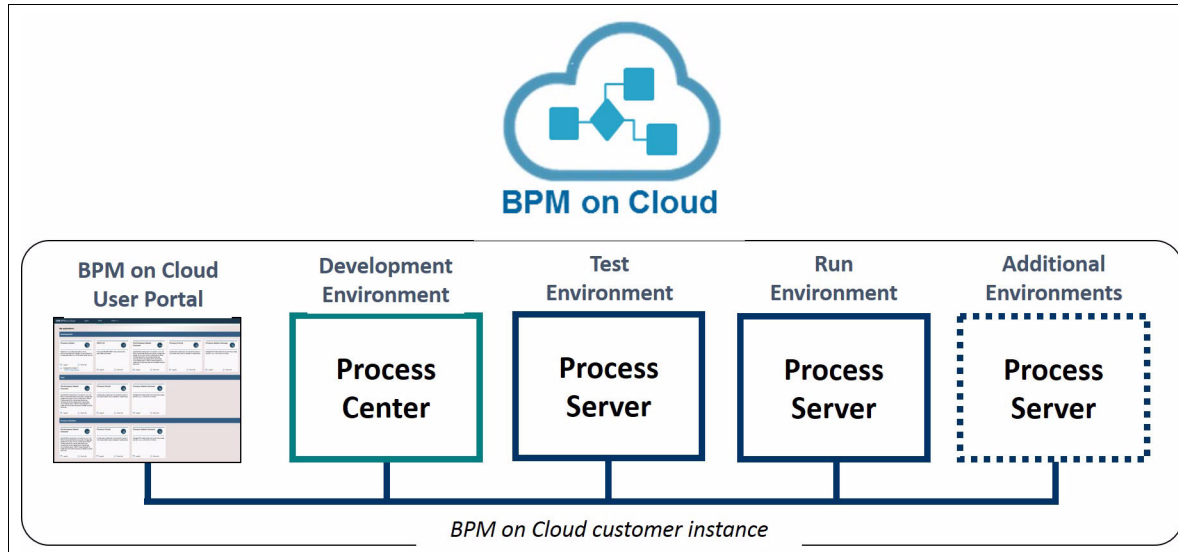 BPM on Cloud
BPM on Cloud
User Portal
Development
Environment
Test
Environment
Run
Environment
Additional
Environments
Process
Center
Process
Server
Process
Server
Process
Server
BPM on Cloud customer instance